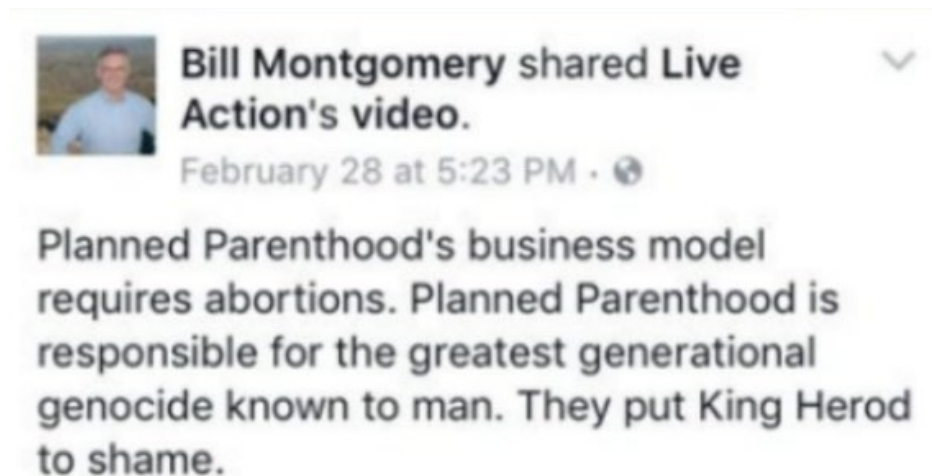 Bill Montgomery shared Live
Action's video.
February 28 at 5:23 PM ·
Planned Parenthood's business model
requires abortions. Planned Parenthood is
responsible for the greatest generational
genocide known to man. They put King Herod
to shame.